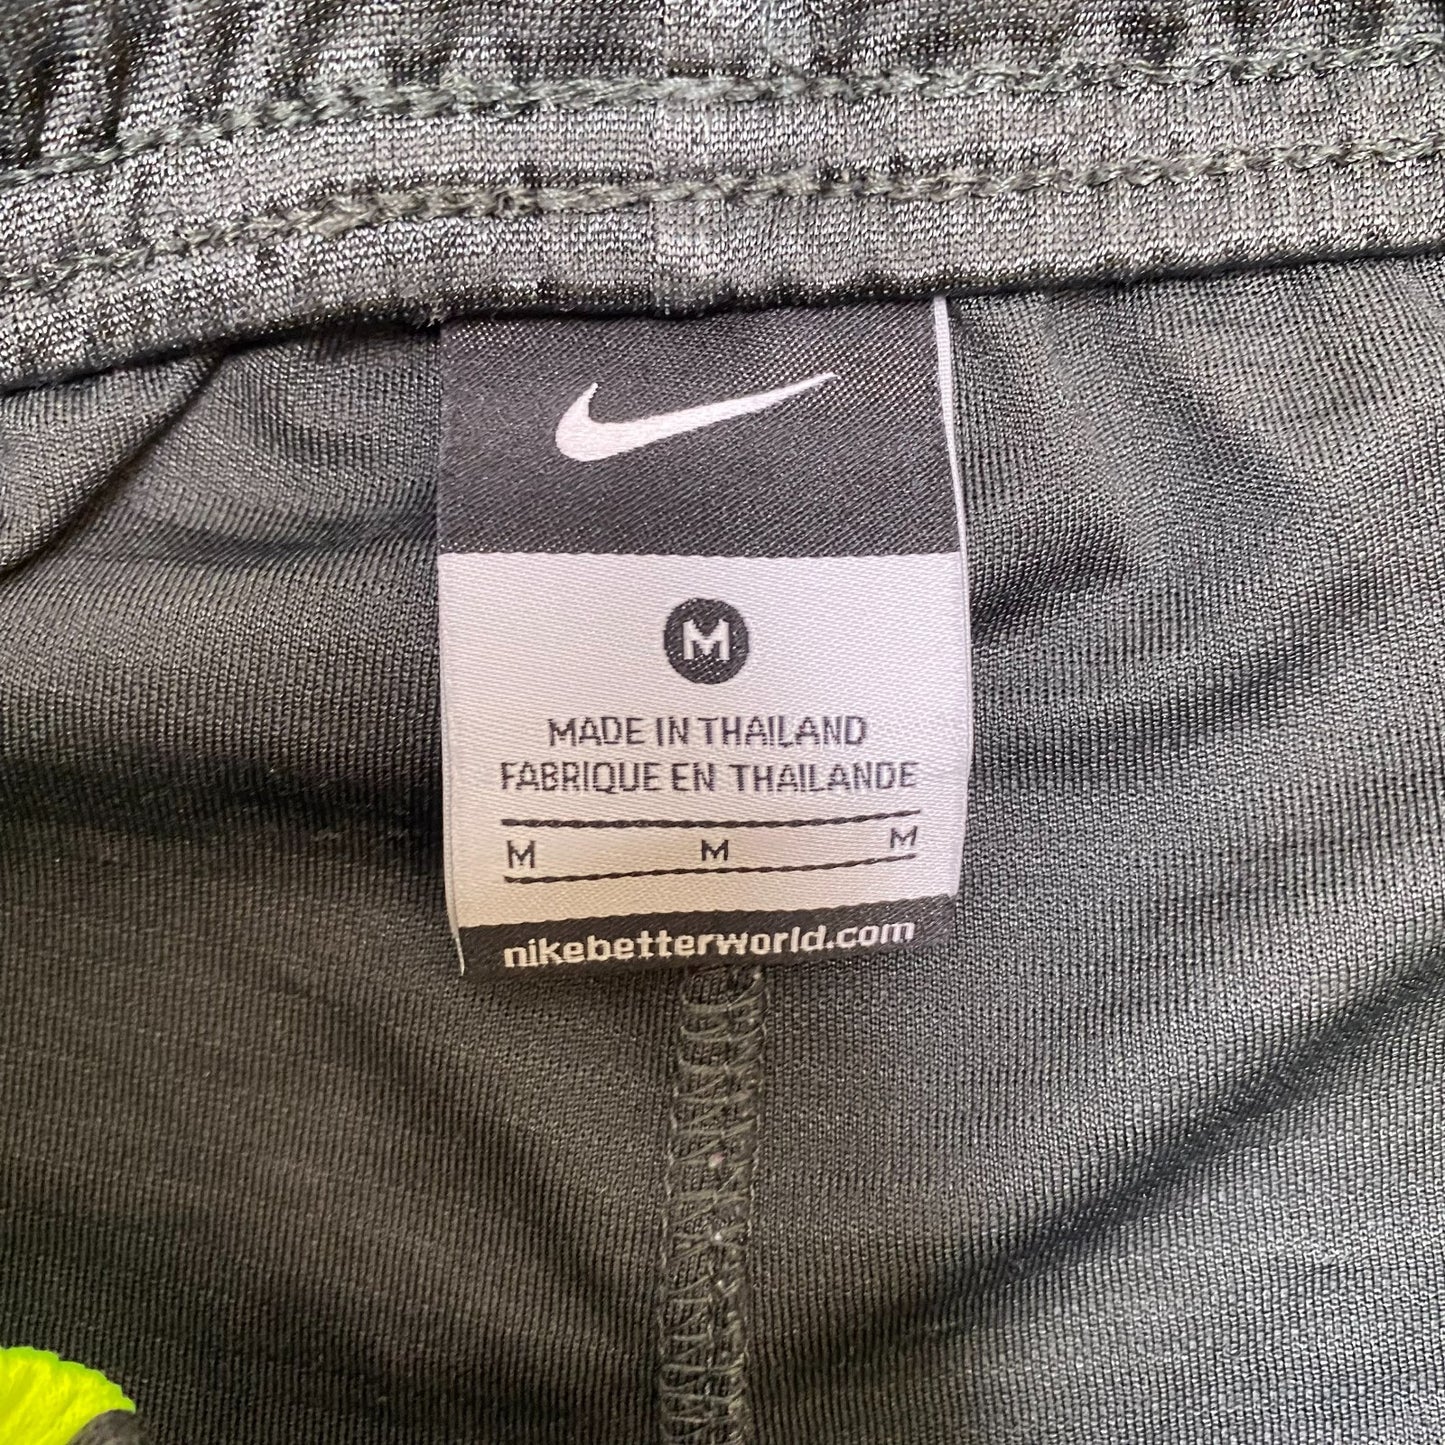 M
MADE IN THAILAND
FABRIQUE EN THAILANDE
M M M
nikebetterworld.com